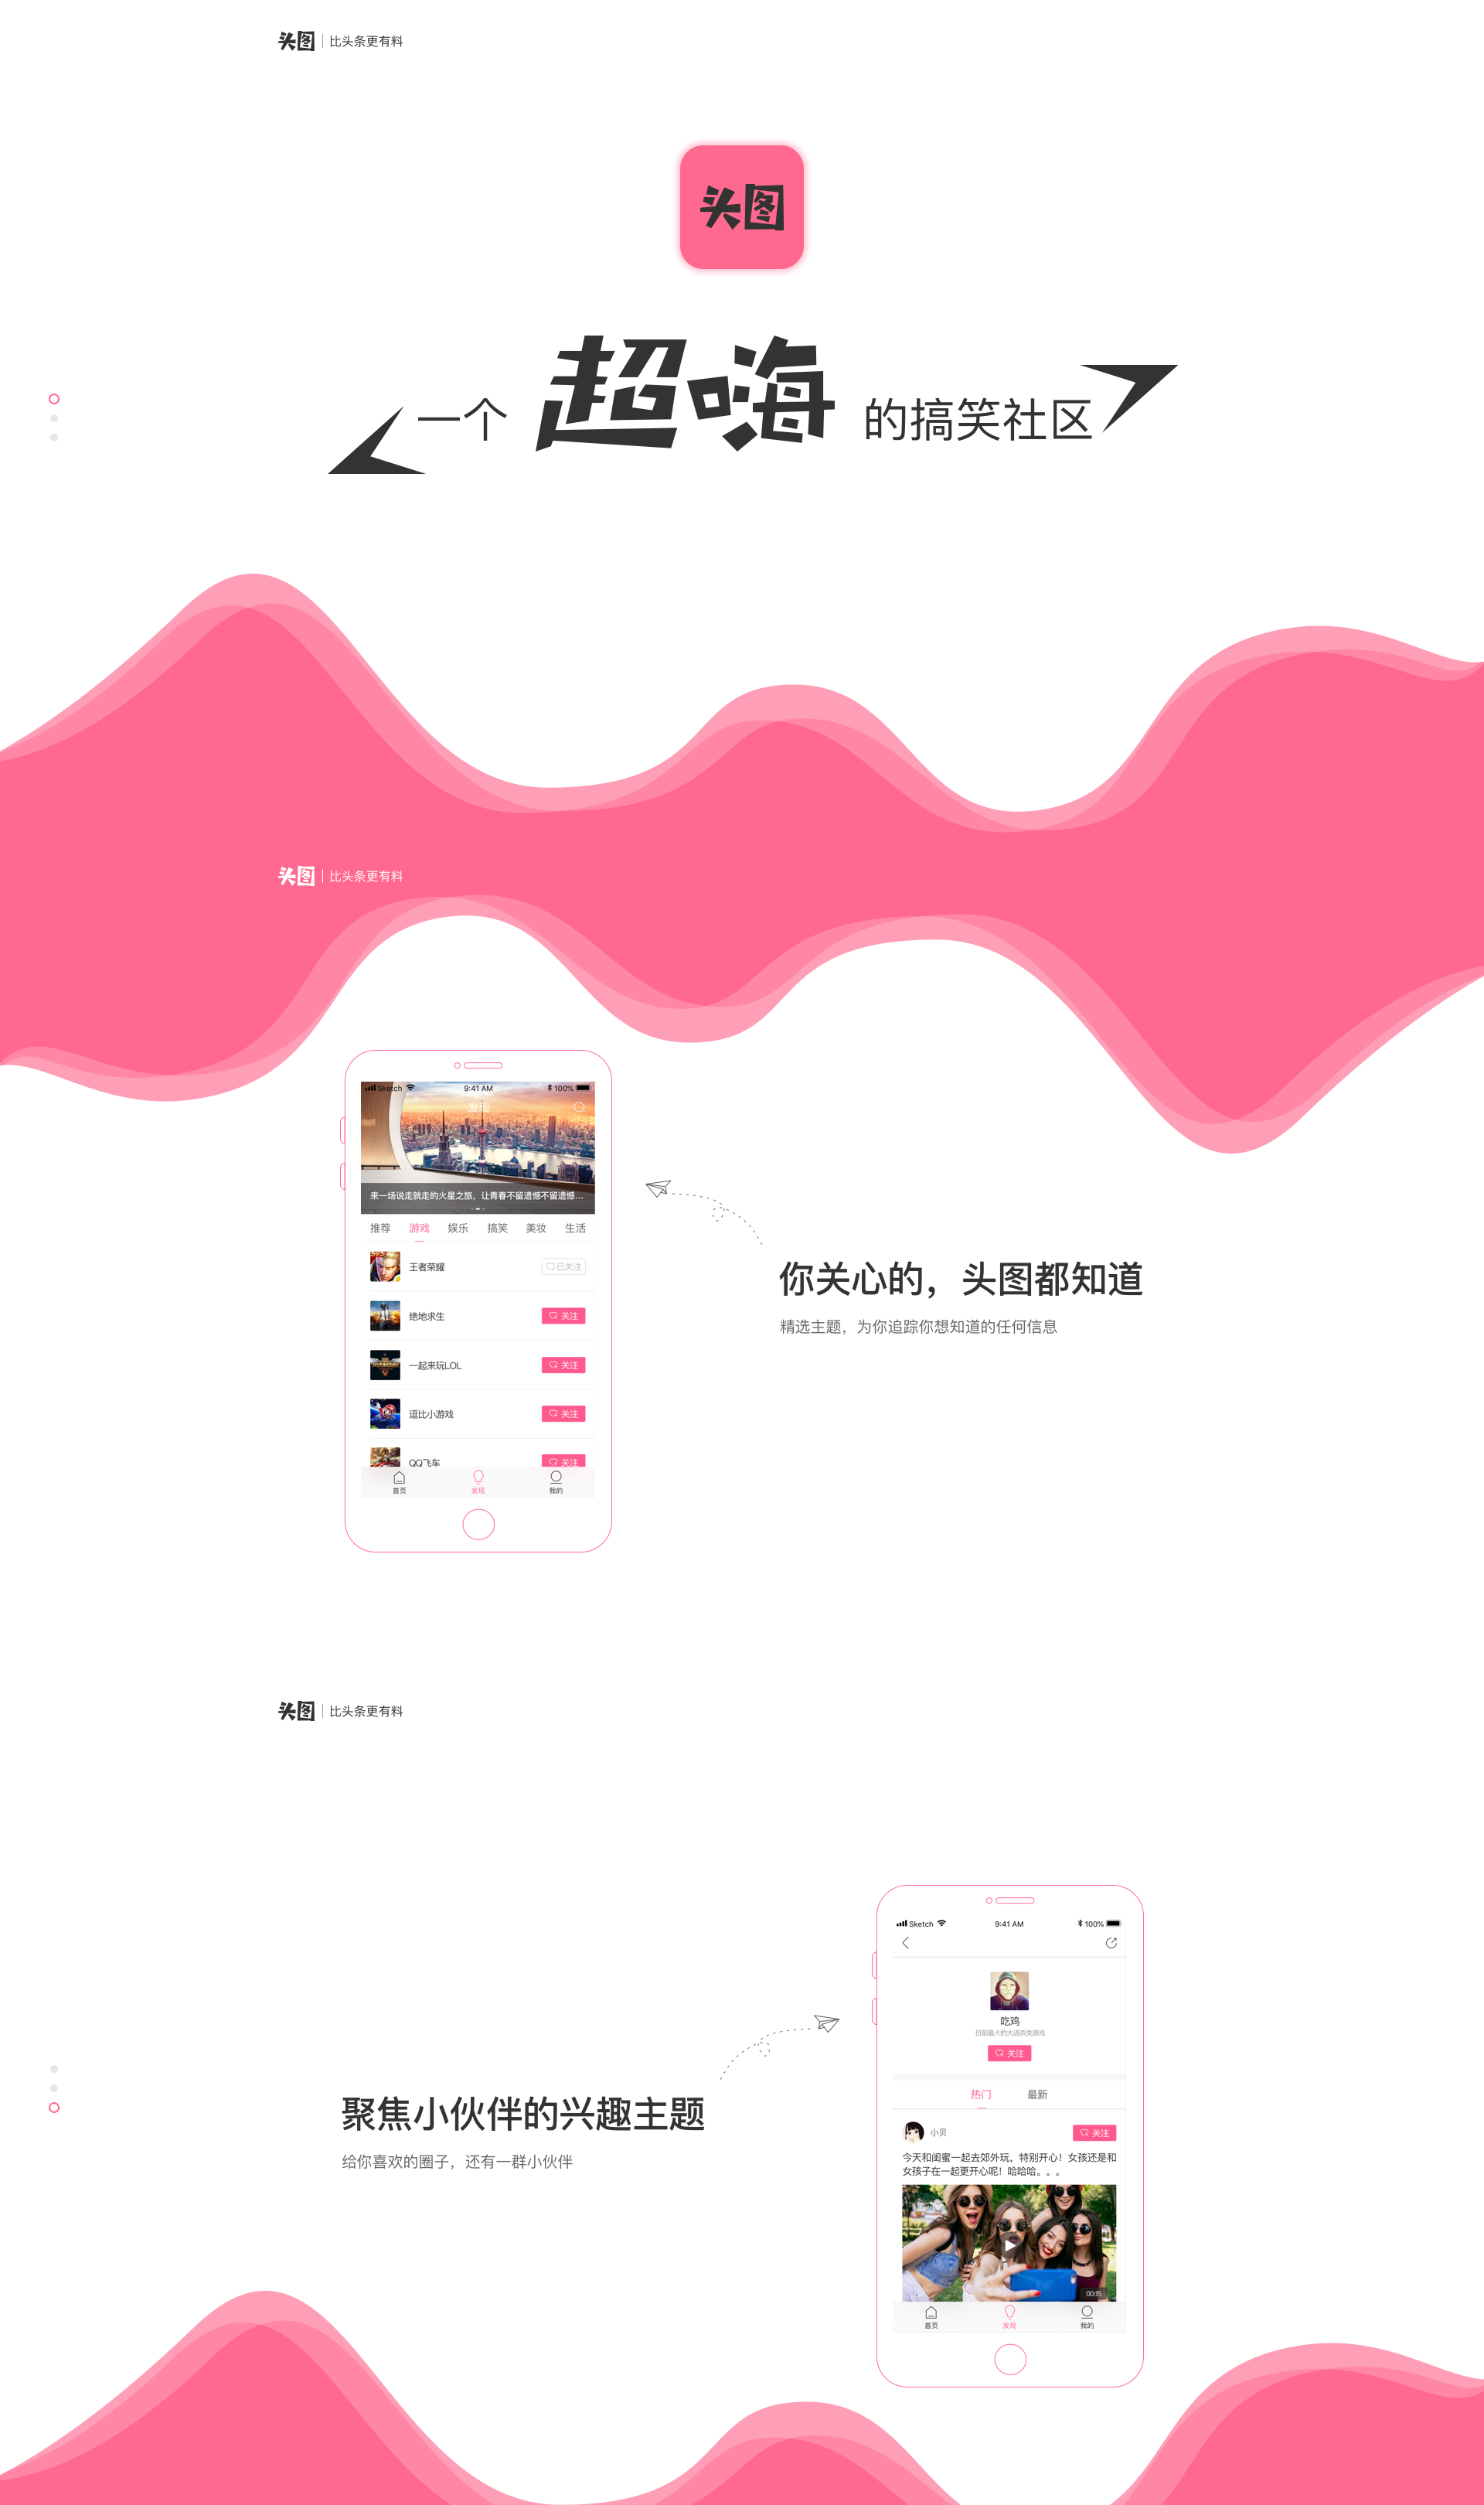 头图 | 比头条更有料
头图
一个 超嗨 的搞笑社区
头图 | 比头条更有料
Sketch 9:41 AM 100%
发现
来一场说走就走的火星之旅，让青春不留遗憾不留遗憾...
推荐 游戏 娱乐 搞笑 美妆 生活
王者荣耀 已关注
绝地求生 关注
一起来玩LOL 关注
逗比小游戏 关注
QQ飞车 关注
首页 发现 我的
你关心的，头图都知道
精选主题，为你追踪你想知道的任何信息
头图 | 比头条更有料
聚焦小伙伴的兴趣主题
给你喜欢的圈子，还有一群小伙伴
Sketch 9:41 AM 100%
吃鸡
目前最火的大逃杀类游戏
关注
热门 最新
小贝 关注
今天和闺蜜一起去郊外玩，特别开心！女孩还是和
女孩子在一起更开心呢！哈哈哈。。。
00:15
首页 发现 我的